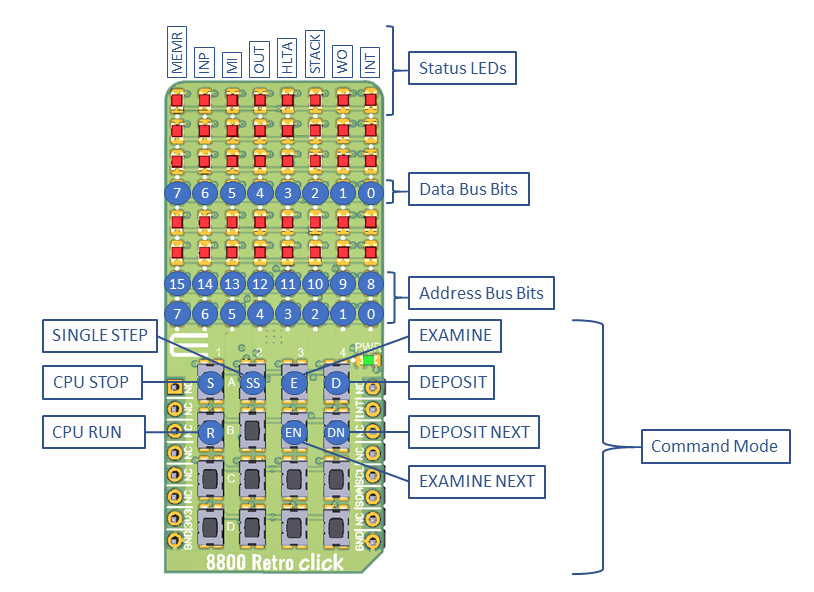 MEMR INP MI OUT HLTA STACK WO INT
Status LEDs
7 6 5 4 3 2 1 0
Data Bus Bits
15 14 13 12 11 10 9 8
Address Bus Bits
7 6 5 4 3 2 1 0
SINGLE STEP
EXAMINE
PWR
1 2 3 4
CPU STOP
S A SS E D
DEPOSIT
CPU RUN
R B EN DN
DEPOSIT NEXT
Command Mode
C
EXAMINE NEXT
D
GND 3V3 NC NC NC NC NC
GND NC SDA SCL NC NC INT
8800 Retro click